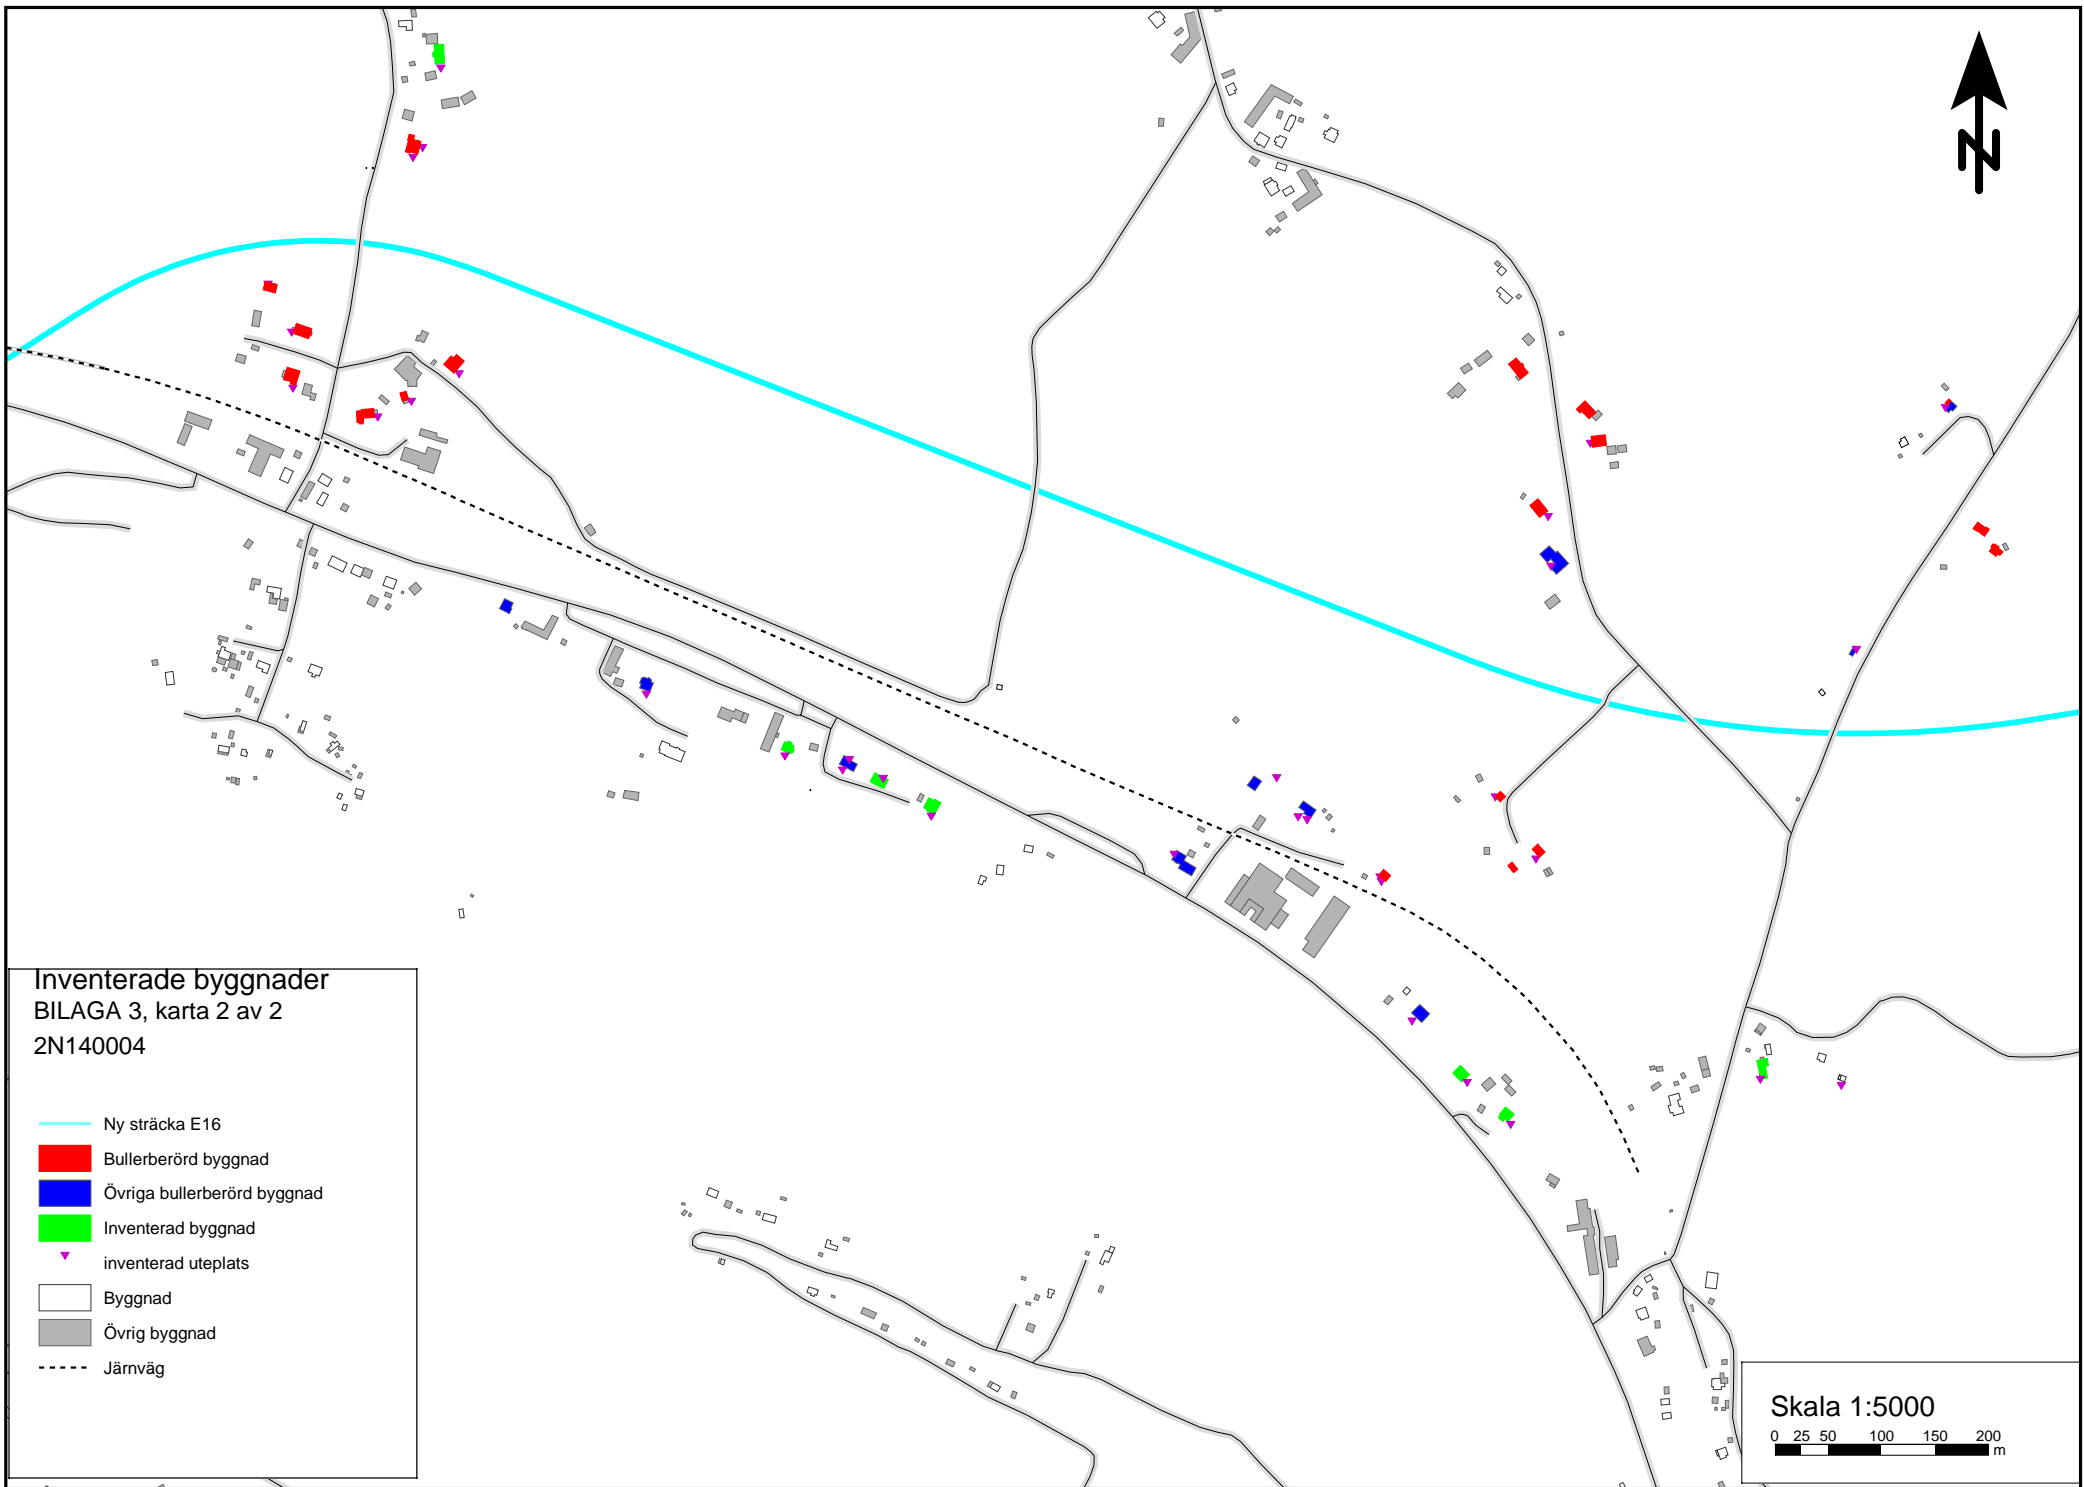 N
Inventerade byggnader
BILAGA 3, karta 2 av 2
2N140004
Ny sträcka E16
Bullerberörd byggnad
Övriga bullerberörd byggnad
Inventerad byggnad
inventerad uteplats
Byggnad
Övrig byggnad
Järnväg
Skala 1:5000
0 25 50 100 150 200
m